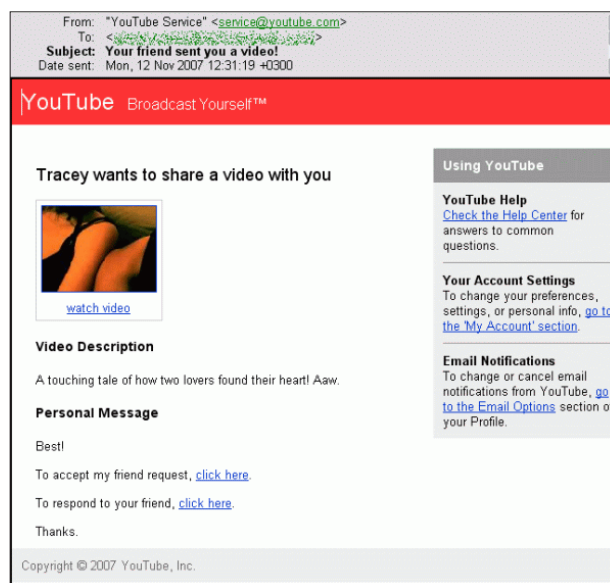 From: "YouTube Service" <service@youtube.com>
To: < >
Subject: Your friend sent you a video!
Date sent: Mon, 12 Nov 2007 12:31:19 +0300
YouTube Broadcast Yourself™
Tracey wants to share a video with you
watch video
Video Description
A touching tale of how two lovers found their heart! Aaw.
Personal Message
Best!
To accept my friend request, click here.
To respond to your friend, click here.
Thanks.
Using YouTube
YouTube Help
Check the Help Center for
answers to common
questions.
Your Account Settings
To change your preferences,
settings, or personal info, go to
the 'My Account' section.
Email Notifications
To change or cancel email
notifications from YouTube, go
to the Email Options section of
your Profile.
Copyright © 2007 YouTube, Inc.